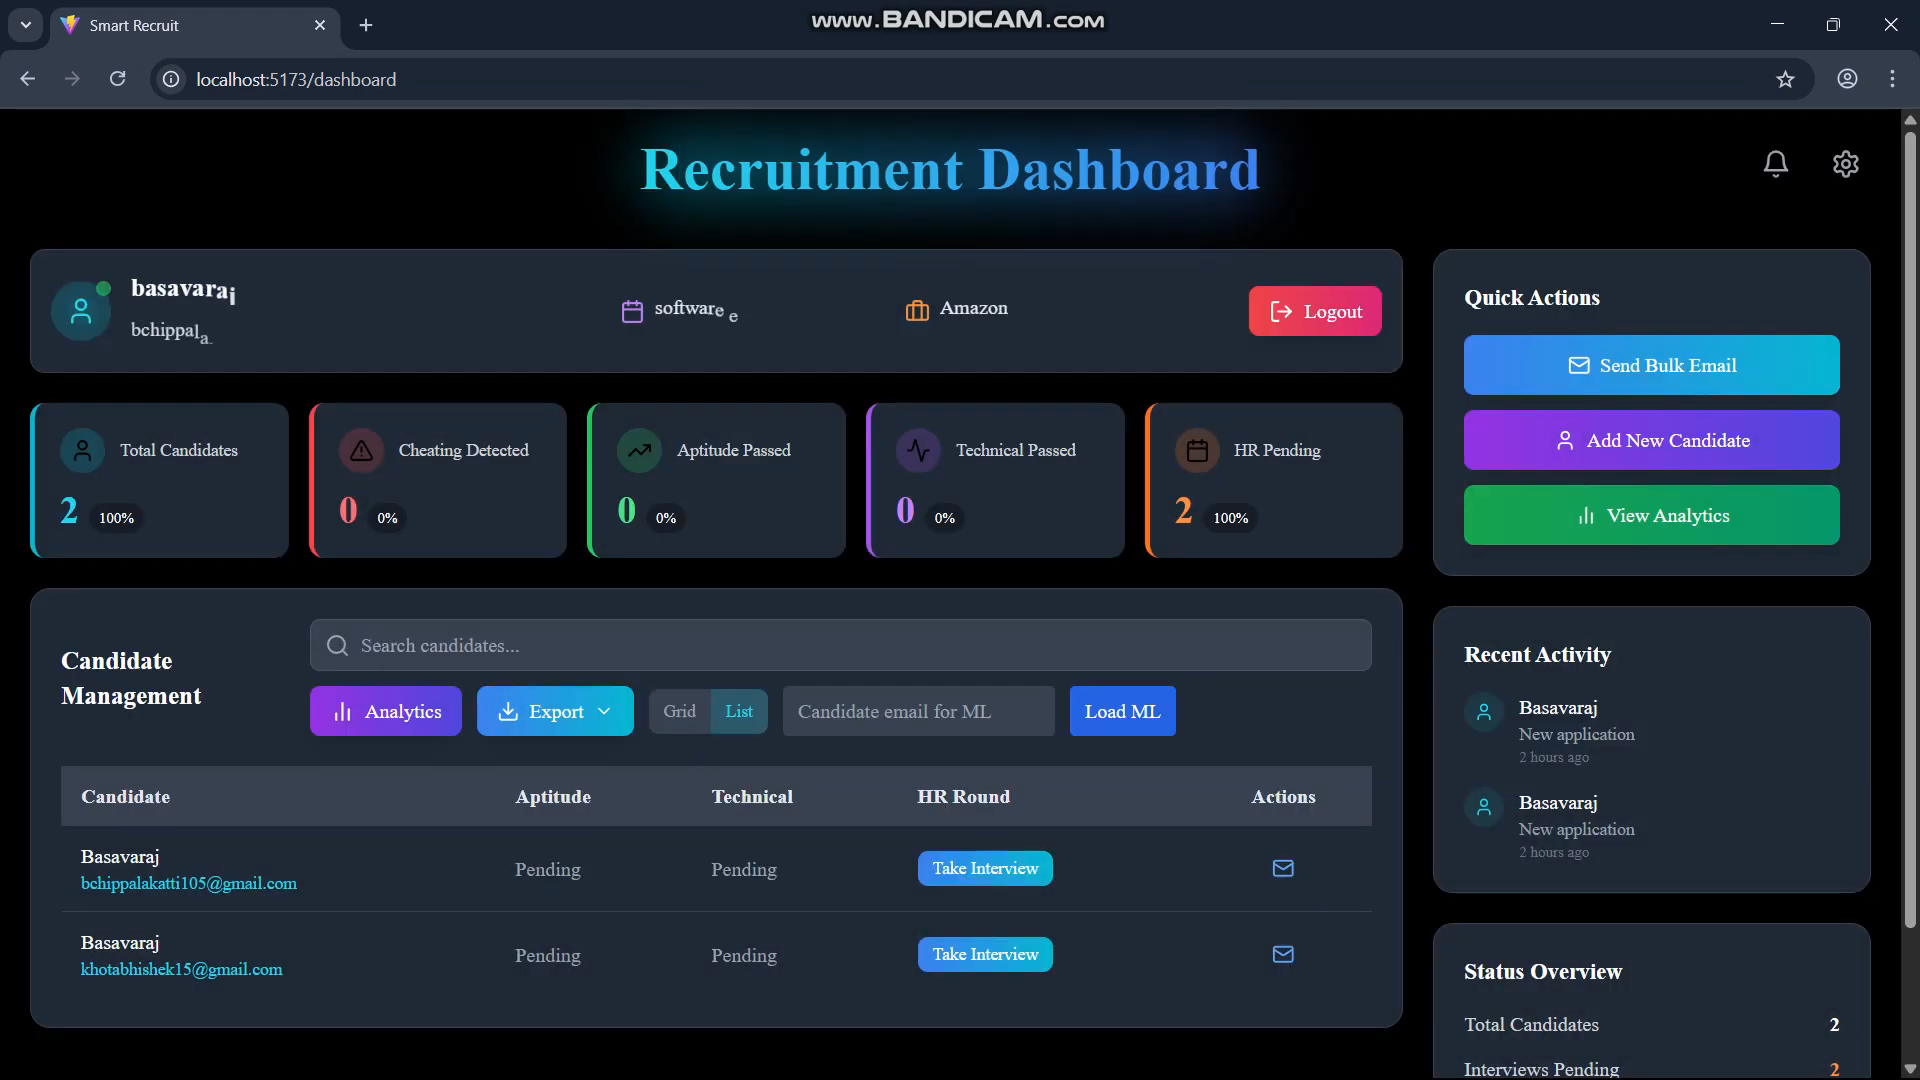 Smart Recruit
www.BANDICAM.com
localhost:5173/dashboard
Recruitment Dashboard
basavaraj
bchippala
software e
Amazon
Logout
Total Candidates
2 100%
Cheating Detected
0 0%
Aptitude Passed
0 0%
Technical Passed
0 0%
HR Pending
2 100%
Candidate
Management
Search candidates...
Analytics
Export
Grid
List
Candidate email for ML
Load ML
Candidate Aptitude Technical HR Round Actions
Basavaraj
bchippalakatti105@gmail.com
Pending Pending Take Interview
Basavaraj
khotabhishek15@gmail.com
Pending Pending Take Interview
Quick Actions
Send Bulk Email
Add New Candidate
View Analytics
Recent Activity
Basavaraj
New application
2 hours ago
Basavaraj
New application
2 hours ago
Status Overview
Total Candidates 2
Interviews Pending 2